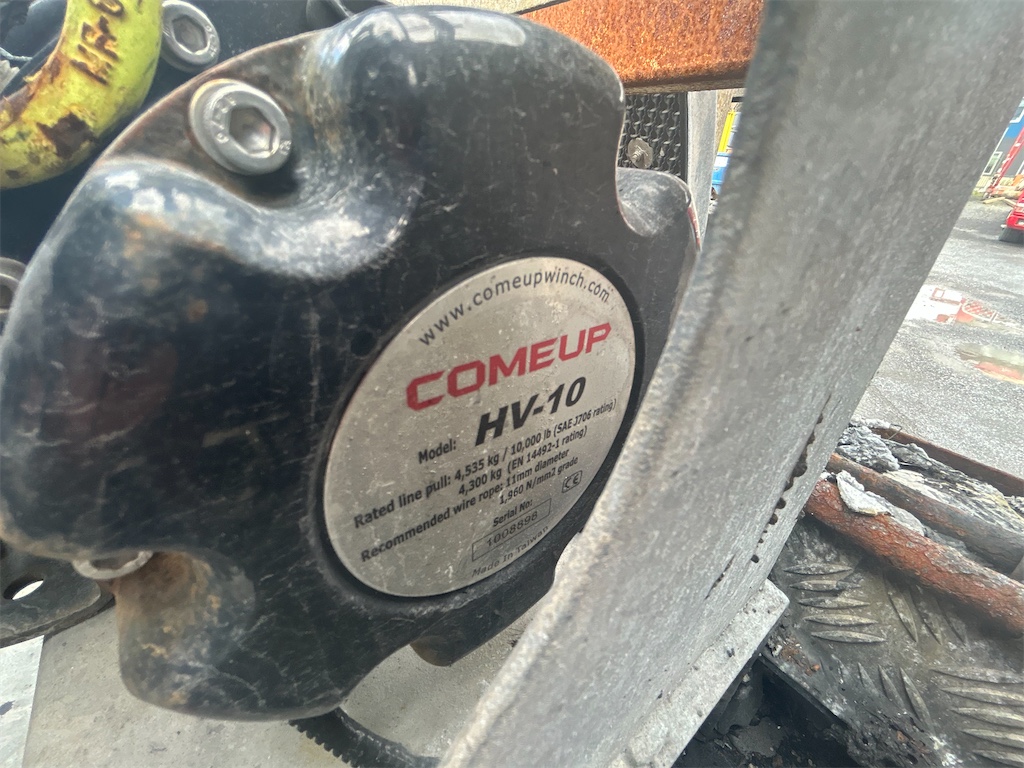 www.comeupwinch.com
COMEUP
Model: HV-10
Rated line pull: 4,535 kg / 10,000 lb (SAE J706 rating)
4,300 kg (EN 14492-1 rating)
Recommended wire rope: 11mm diameter
1,960 N/mm2 grade
Serial No:
1008898
CE
Made In Taiwan